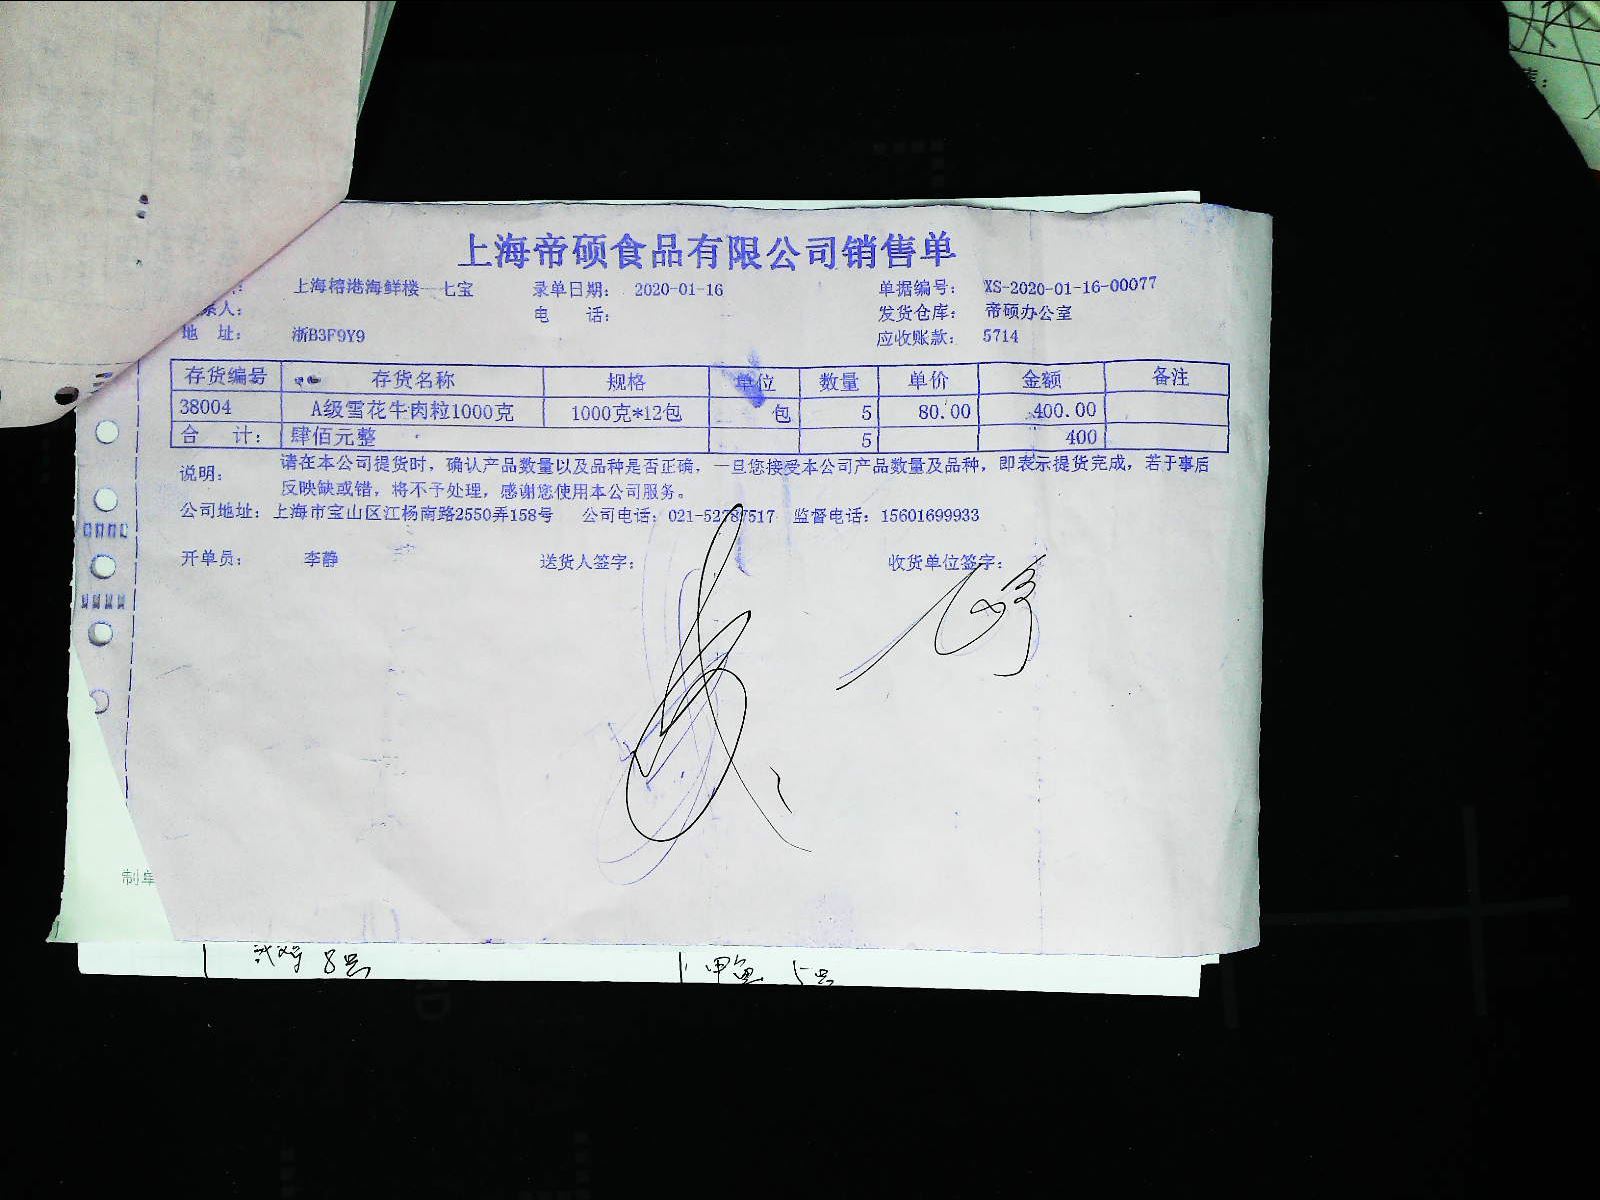 上海帝硕食品有限公司销售单
上海榕港海鲜楼—七宝 录单日期: 2020-01-16 单据编号: XS-2020-01-16-00077
系人: 电 话: 发货仓库: 帝硕办公室
地 址: 浙B3F9Y9 应收账款: 5714
存货编号 存货名称 规格 单位 数量 单价 金额 备注
38004 A级雪花牛肉粒1000克 1000克*12包 包 5 80.00 400.00
合 计: 肆佰元整 5 400
说明: 请在本公司提货时，确认产品数量以及品种是否正确，一旦您接受本公司产品数量及品种，即表示提货完成，若于事后
反映缺或错，将不予处理，感谢您使用本公司服务。
公司地址: 上海市宝山区江杨南路2550弄158号 公司电话: 021-52787517 监督电话: 15601699933
开单员: 李静 送货人签字: 收货单位签字:
制单
8只 甲鱼 5只